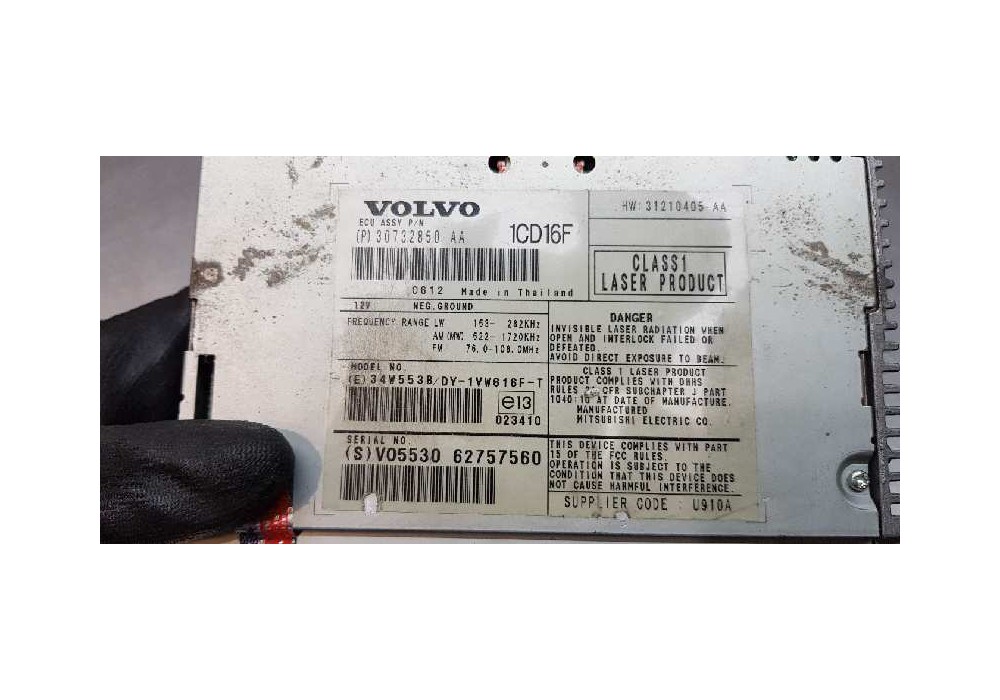 VOLVO
ECU ASSY P/N
(P) 30732850 AA 1CD16F
HW: 31210405 AA
CLASS1
LASER PRODUCT
0612 Made in Thailand
12V NEG. GROUND
FREQUENCY RANGE LW 153- 282KHz
AM(MW) 522-1720KHz
FM 76.0-108.0MHz
DANGER
INVISIBLE LASER RADIATION WHEN
OPEN AND INTERLOCK FAILED OR
DEFEATED.
AVOID DIRECT EXPOSURE TO BEAM.
MODEL NO.
(E) 34W553B/DY-1VW616F-T
e13
023410
CLASS 1 LASER PRODUCT
PRODUCT COMPLIES WITH DHHS
RULES CFR SUBCHAPTER J PART
1040:10 AT DATE OF MANUFACTURE.
MANUFACTURED
MITSUBISHI ELECTRIC CO.
SERIAL NO.
(S)V05530 62757560
THIS DEVICE COMPLIES WITH PART
15 OF THE FCC RULES.
OPERATION IS SUBJECT TO THE
CONDITION THAT THIS DEVICE DOES
NOT CAUSE HARMFUL INTERFERENCE.
SUPPLIER CODE : U910A